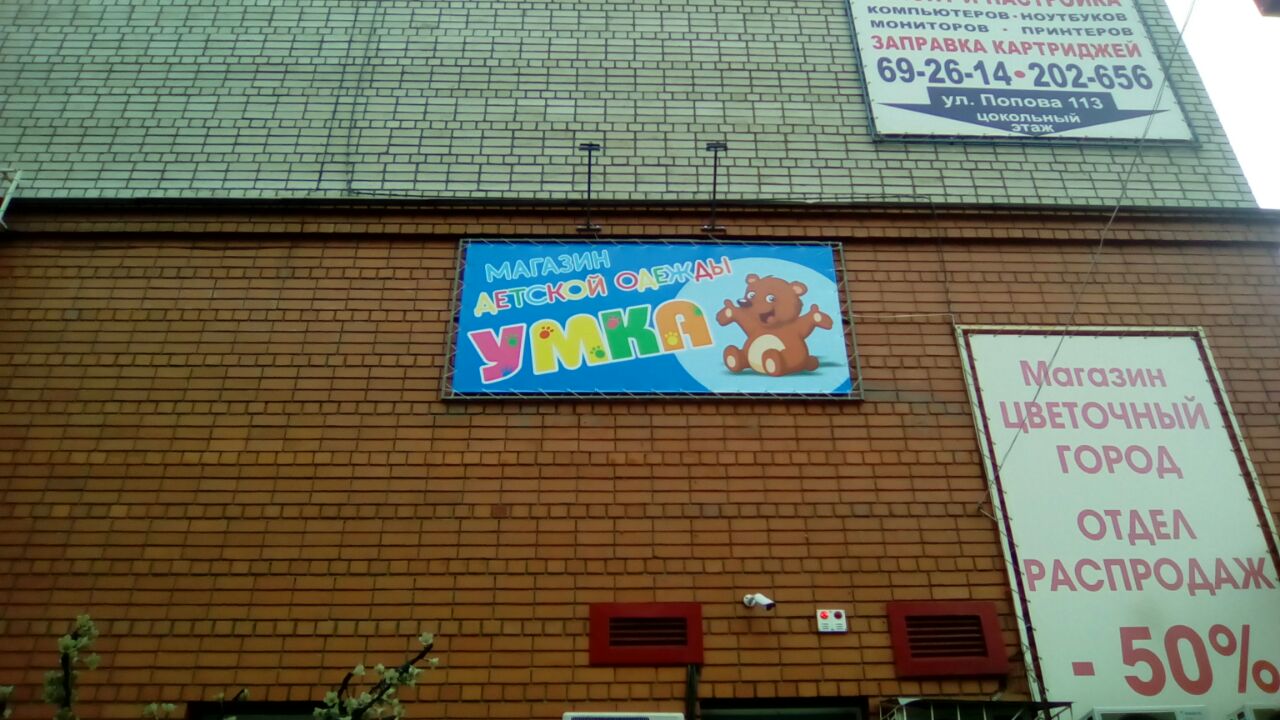 И НАСТРОЙКА
КОМПЬЮТЕРОВ·НОУТБУКОВ
МОНИТОРОВ · ПРИНТЕРОВ
ЗАПРАВКА КАРТРИДЖЕЙ
69-26-14·202-656
ул. Попова 113
цокольный
этаж
МАГАЗИН
ДЕТСКОЙ ОДЕЖДЫ
УМКА
Магазин
ЦВЕТОЧНЫЙ
ГОРОД
ОТДЕЛ
РАСПРОДАЖ
- 50%